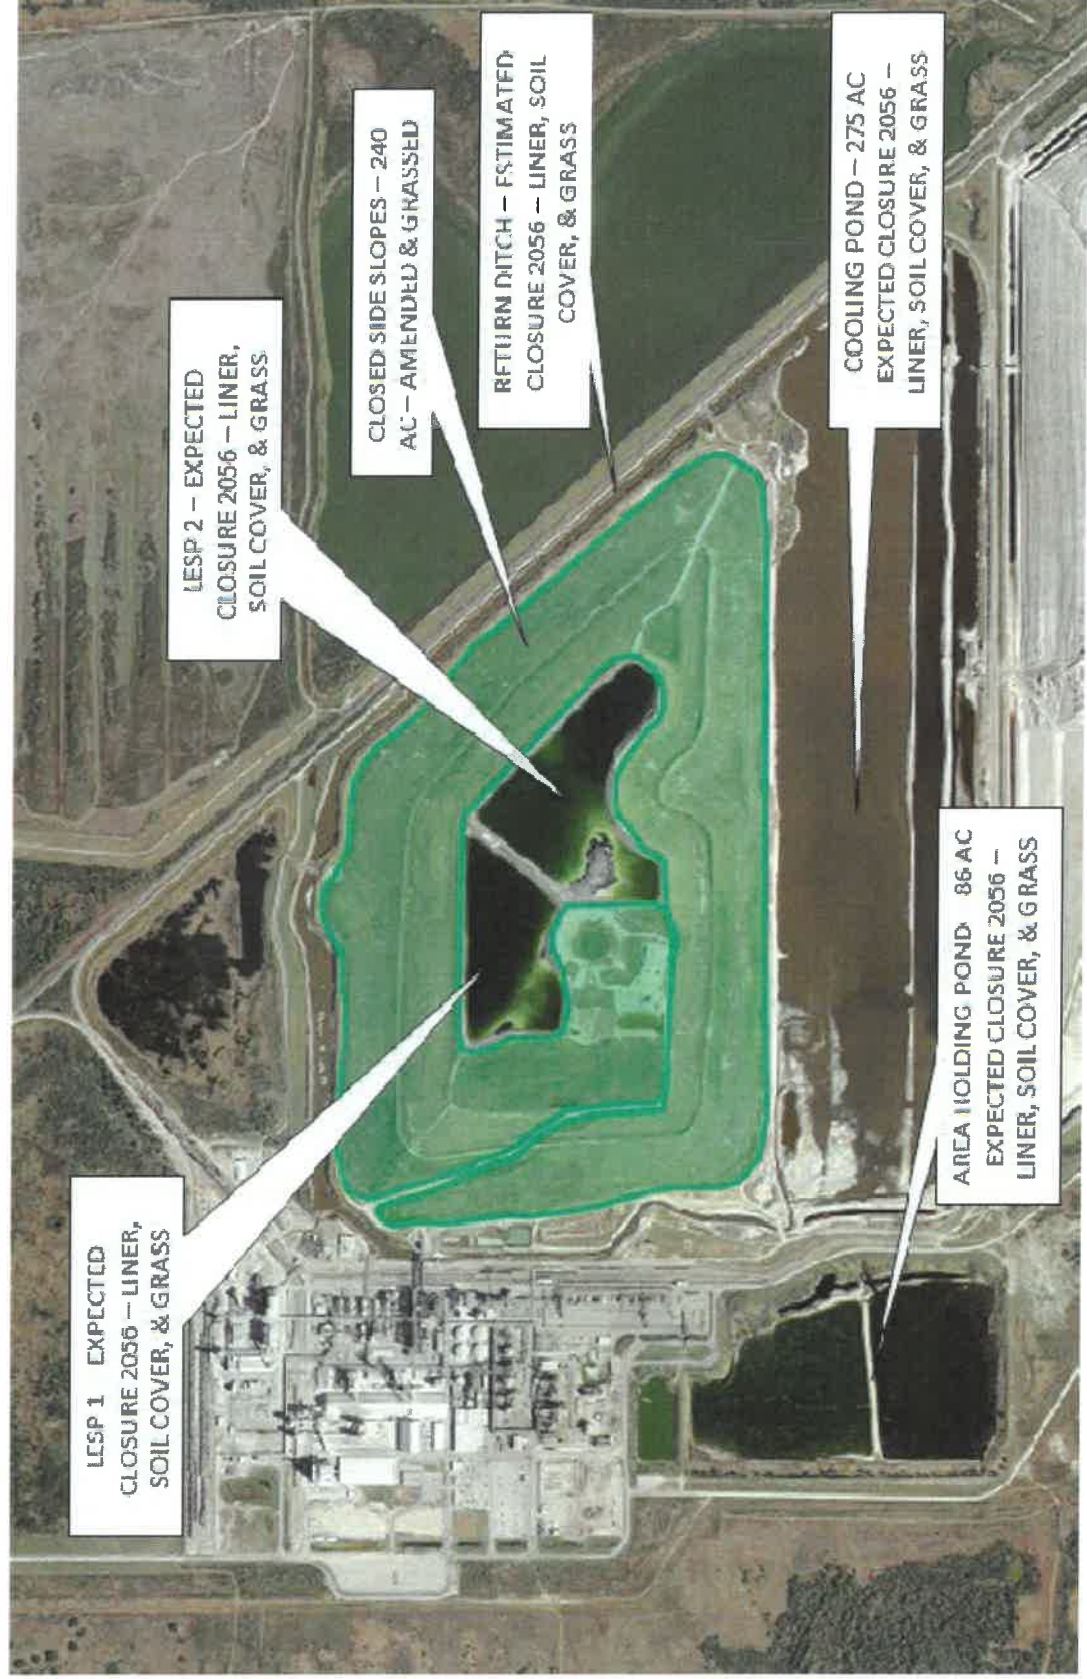 LESP 1 EXPECTED
CLOSURE 2056 – LINER,
SOIL COVER, & GRASS
LESP 2 – EXPECTED
CLOSURE 2056 – LINER,
SOIL COVER, & GRASS
CLOSED SIDE SLOPES – 240
AC – AMENDED & GRASSED
RETURN DITCH – ESTIMATED
CLOSURE 2056 – LINER, SOIL
COVER, & GRASS
COOLING POND – 275 AC
EXPECTED CLOSURE 2056 –
LINER, SOIL COVER, & GRASS
AREA HOLDING POND 86 AC
EXPECTED CLOSURE 2056 –
LINER, SOIL COVER, & GRASS